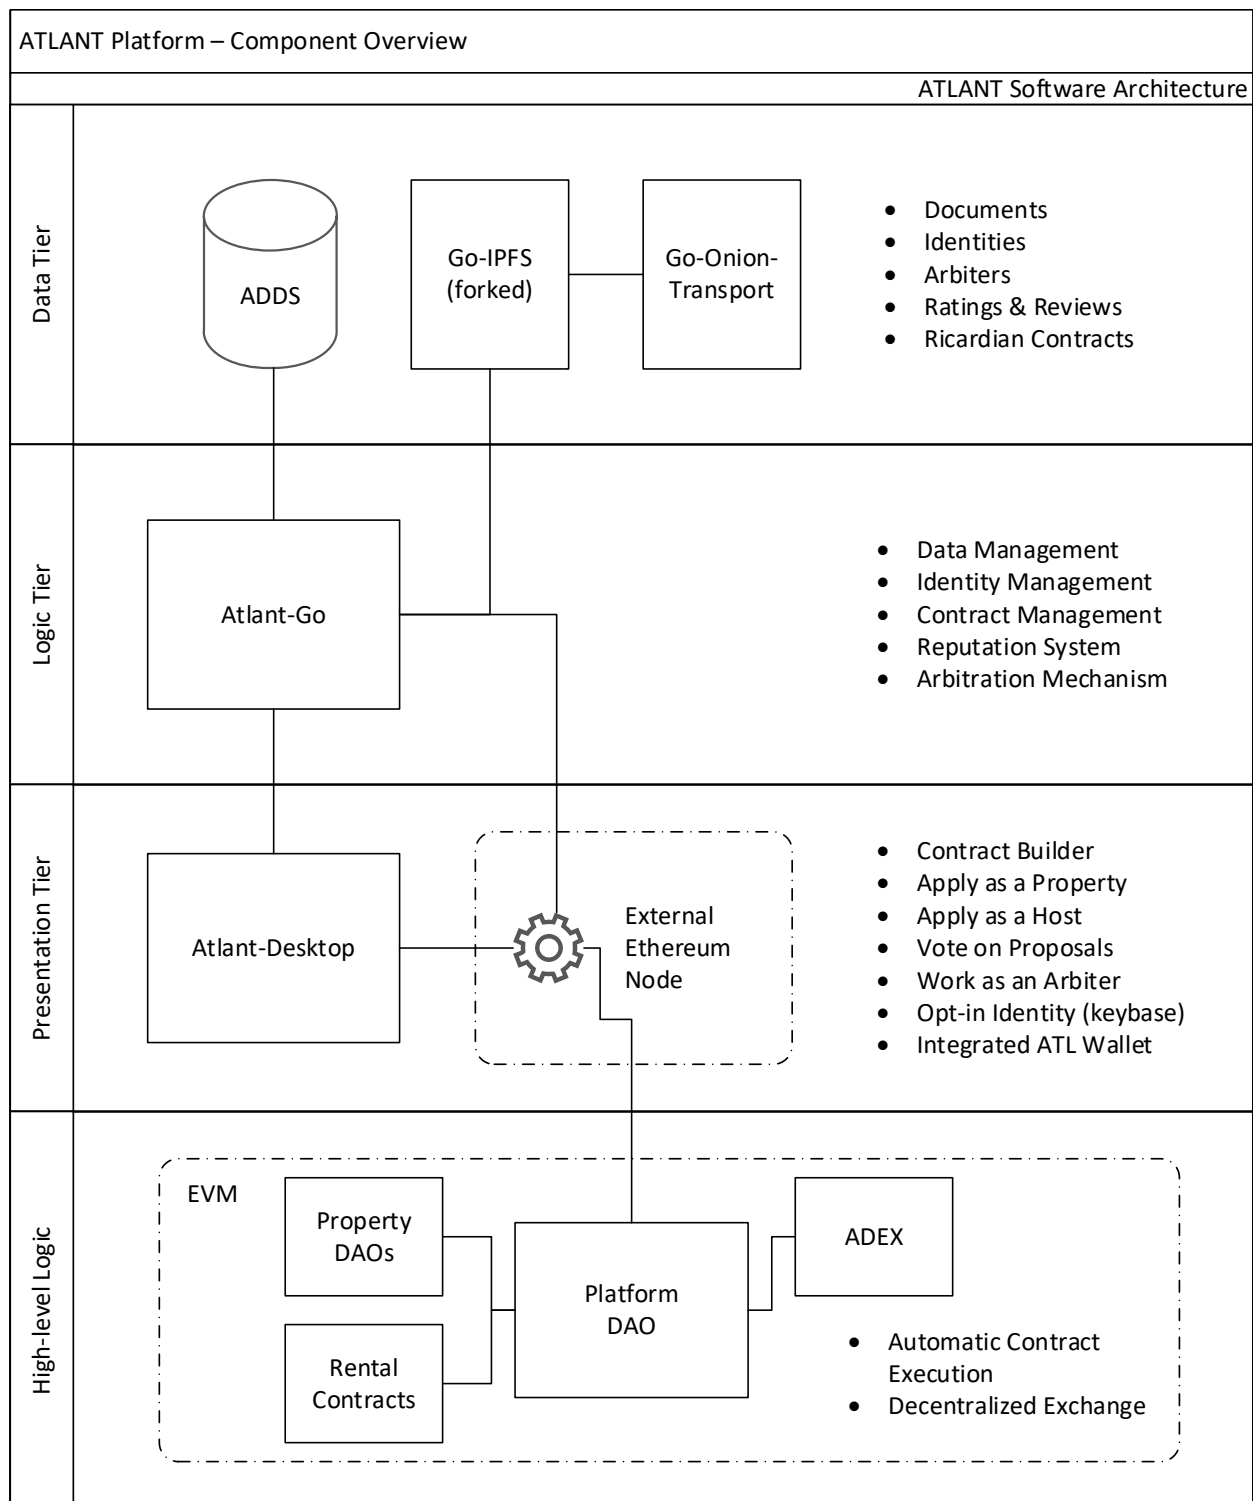 ATLANT Platform – Component Overview
ATLANT Software Architecture
Data Tier
ADDS
Go-IPFS
(forked)
Go-Onion-
Transport
• Documents
• Identities
• Arbiters
• Ratings & Reviews
• Ricardian Contracts
Logic Tier
Atlant-Go
• Data Management
• Identity Management
• Contract Management
• Reputation System
• Arbitration Mechanism
Presentation Tier
Atlant-Desktop
External
Ethereum
Node
• Contract Builder
• Apply as a Property
• Apply as a Host
• Vote on Proposals
• Work as an Arbiter
• Opt-in Identity (keybase)
• Integrated ATL Wallet
High-level Logic
EVM
Property
DAOs
Rental
Contracts
Platform
DAO
ADEX
• Automatic Contract
Execution
• Decentralized Exchange